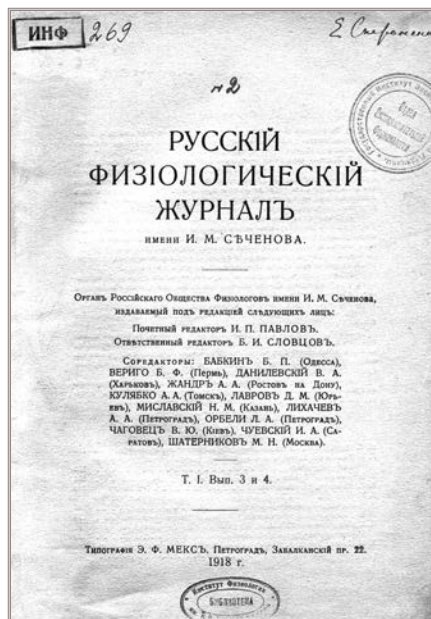 ИНФ 269
№2
РУССКІЙ
ФИЗІОЛОГИЧЕСКІЙ
ЖУРНАЛЪ
ИМЕНИ И. М. СѢЧЕНОВА.
Органъ Россійскаго Общества Физіологовъ имени И. М. Сѣченова,
издаваемый подъ редакціей слѣдующихъ лицъ:
Почетный редакторъ И. П. ПАВЛОВЪ.
Отвѣтственный редакторъ Б. И. СЛОВЦОВЪ.
Соредакторы: БАБКИНЪ Б. П. (Одесса),
ВЕРИГО Б. Ф. (Пермь), ДАНИЛЕВСКІЙ В. А.
(Харьковъ), ЖАНДРЪ А. А. (Ростовъ на Дону),
КУЛЯБКО А. А. (Томскъ), ЛАВРОВЪ Д. М. (Юрь-
евъ), МИСЛАВСКІЙ Н. М. (Казань), ЛИХАЧЕВЪ
А. А. (Петроградъ), ОРБЕЛИ Л. А. (Петроградъ),
ЧАГОВЕЦЪ В. Ю. (Кіевъ), ЧУЕВСКІЙ И. А. (Са-
ратовъ), ШАТЕРНИКОВЪ М. Н. (Москва).
Т. I. Вып. 3 и 4.
Типографія Э. Ф. МЕКСЪ, Петроградъ, Забалканскій пр. 22.
1918 г.
Институт Физиологии
БИБЛИОТЕКА